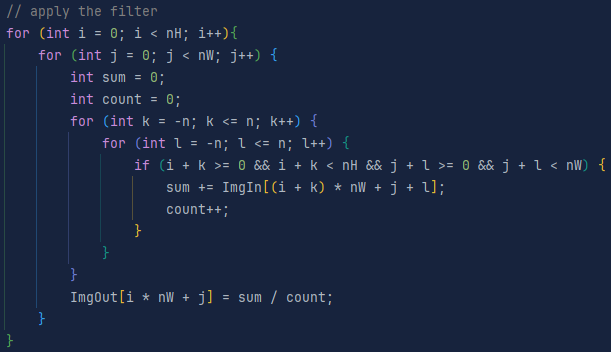 // apply the filter
for (int i = 0; i < nH; i++){
    for (int j = 0; j < nW; j++) {
        int sum = 0;
        int count = 0;
        for (int k = -n; k <= n; k++) {
            for (int l = -n; l <= n; l++) {
                if (i + k >= 0 && i + k < nH && j + l >= 0 && j + l < nW) {
                    sum += ImgIn[(i + k) * nW + j + l];
                    count++;
                }
            }
        }
        ImgOut[i * nW + j] = sum / count;
    }
}